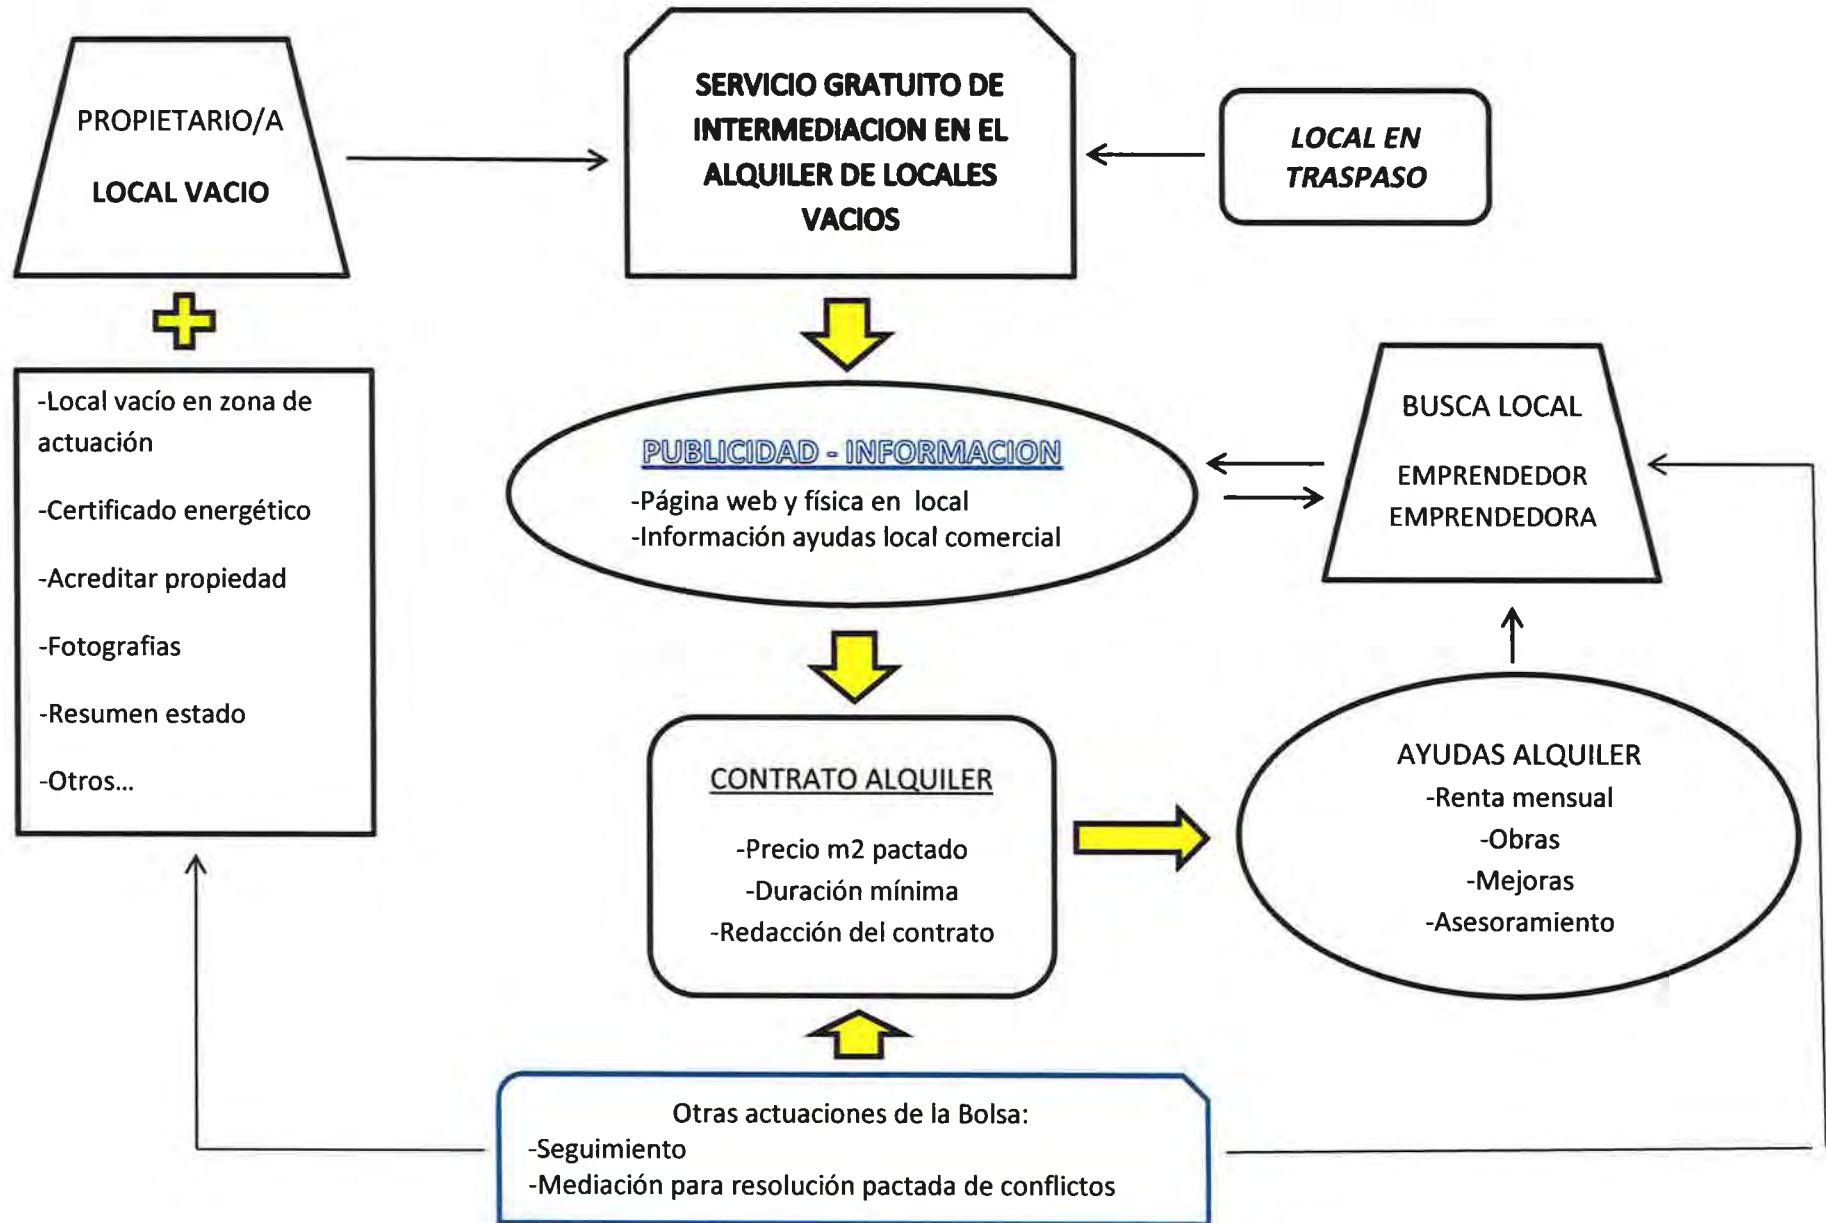 PROPIETARIO/A
LOCAL VACIO
SERVICIO GRATUITO DE
INTERMEDIACION EN EL
ALQUILER DE LOCALES
VACIOS
LOCAL EN
TRASPASO
-Local vacío en zona de
actuación
-Certificado energético
-Acreditar propiedad
-Fotografias
-Resumen estado
-Otros...
PUBLICIDAD - INFORMACION
-Página web y física en local
-Información ayudas local comercial
BUSCA LOCAL
EMPRENDEDOR
EMPRENDEDORA
CONTRATO ALQUILER
-Precio m2 pactado
-Duración mínima
-Redacción del contrato
AYUDAS ALQUILER
-Renta mensual
-Obras
-Mejoras
-Asesoramiento
Otras actuaciones de la Bolsa:
-Seguimiento
-Mediación para resolución pactada de conflictos